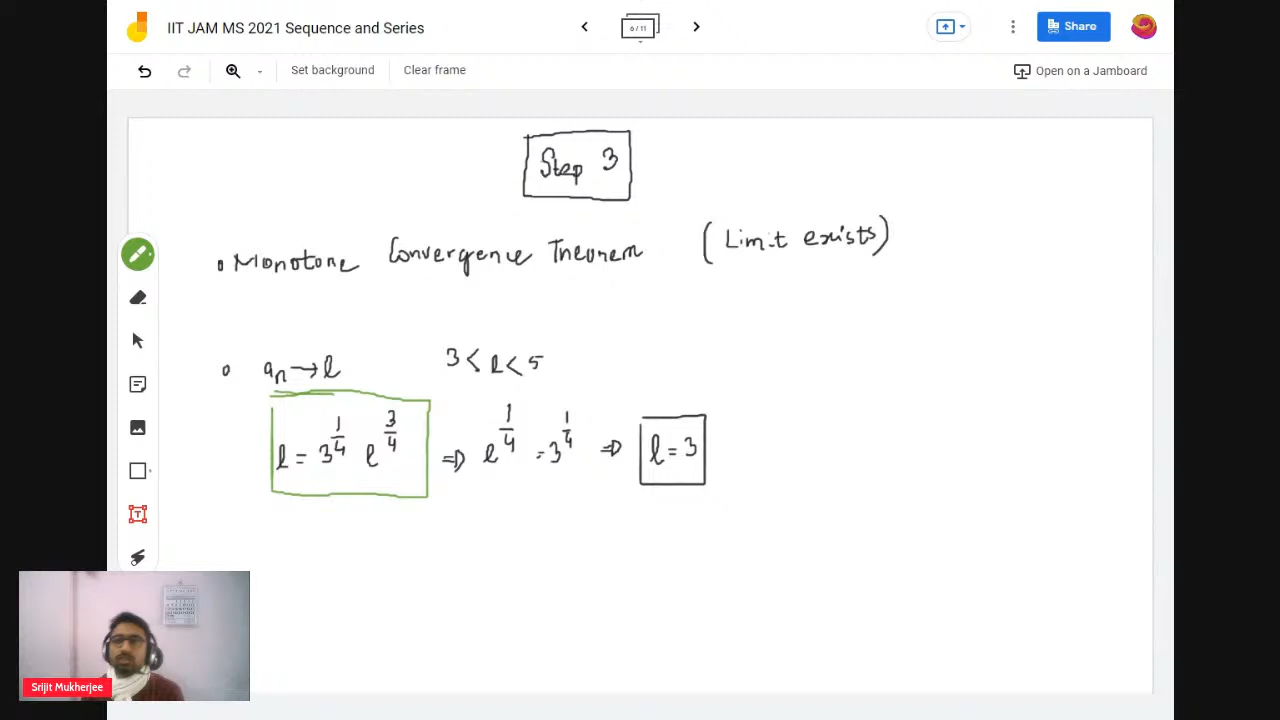 IIT JAM MS 2021 Sequence and Series
6 / 11
Share
Set background
Clear frame
Open on a Jamboard
Step 3
Monotone Convergence Theorem (Limit exists)
aₙ → l 3 < l < 5
l = 3^{1/4} l^{3/4} ⇒ l^{1/4} = 3^{1/4} ⇒ l = 3
T
Srijit Mukherjee